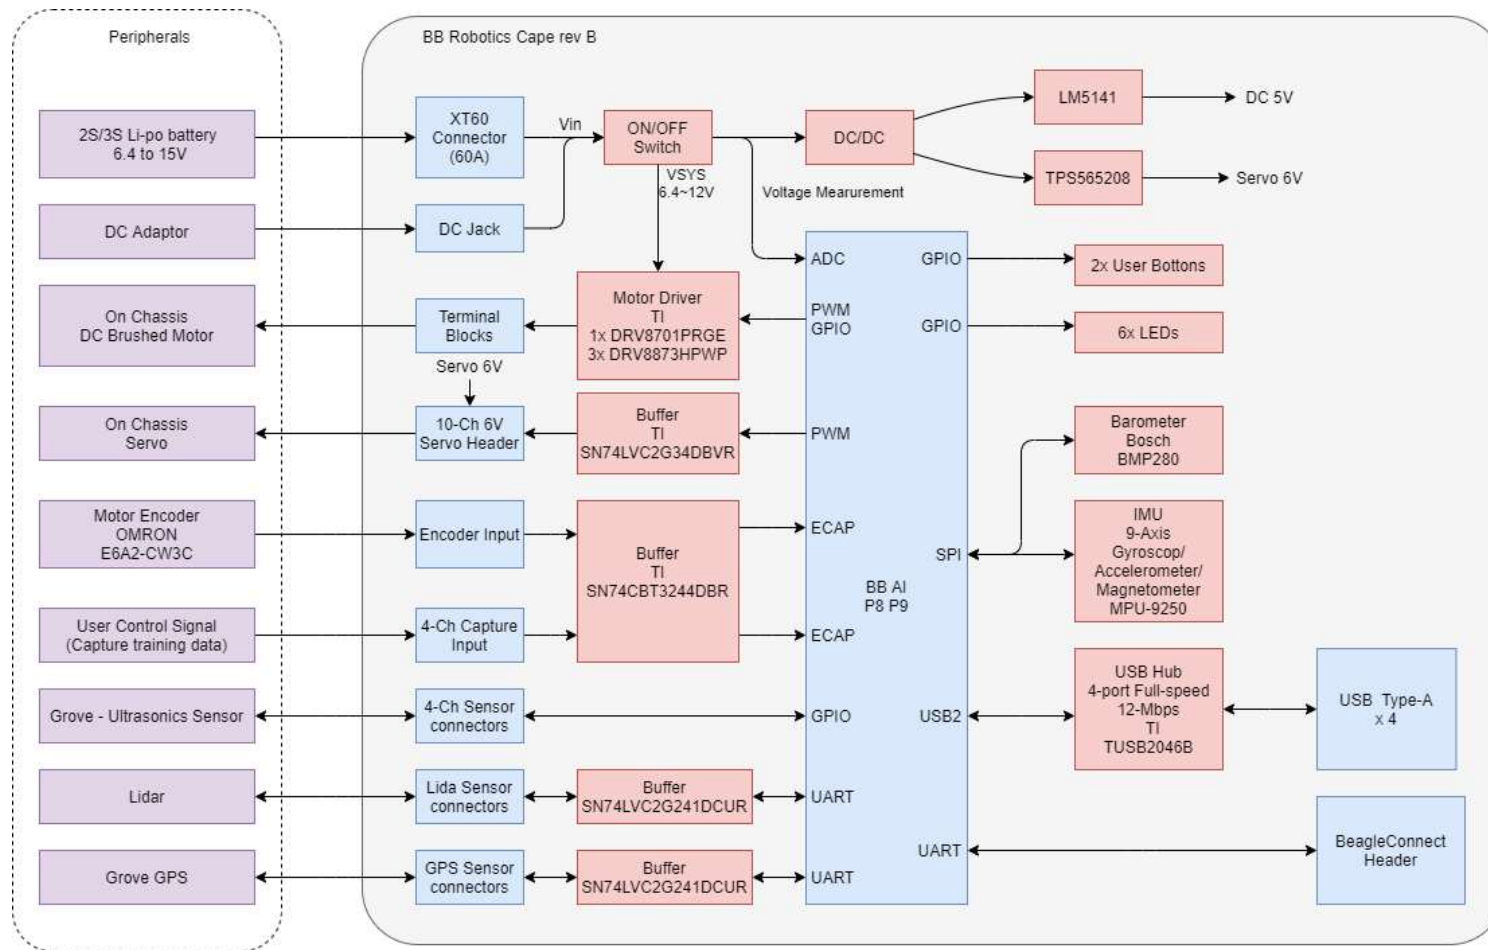 Peripherals
BB Robotics Cape rev B
2S/3S Li-po battery
6.4 to 15V
XT60
Connector
(60A)
Vin
ON/OFF
Switch
DC/DC
LM5141
DC 5V
TPS565208
Servo 6V
VSYS
6.4~12V
Voltage Mearurement
DC Adaptor
DC Jack
On Chassis
DC Brushed Motor
Terminal
Blocks
Motor Driver
TI
1x DRV8701PRGE
3x DRV8873HPWP
ADC
PWM
GPIO
GPIO
2x User Bottons
GPIO
6x LEDs
Servo 6V
On Chassis
Servo
10-Ch 6V
Servo Header
Buffer
TI
SN74LVC2G34DBVR
PWM
Barometer
Bosch
BMP280
Motor Encoder
OMRON
E6A2-CW3C
Encoder Input
Buffer
TI
SN74CBT3244DBR
ECAP
ECAP
BB AI
P8 P9
SPI
IMU
9-Axis
Gyroscop/
Accelerometer/
Magnetometer
MPU-9250
User Control Signal
(Capture training data)
4-Ch Capture
Input
Grove - Ultrasonics Sensor
4-Ch Sensor
connectors
GPIO
USB2
USB Hub
4-port Full-speed
12-Mbps
TI
TUSB2046B
USB Type-A
x 4
Lidar
Lida Sensor
connectors
Buffer
SN74LVC2G241DCUR
UART
UART
BeagleConnect
Header
Grove GPS
GPS Sensor
connectors
Buffer
SN74LVC2G241DCUR
UART